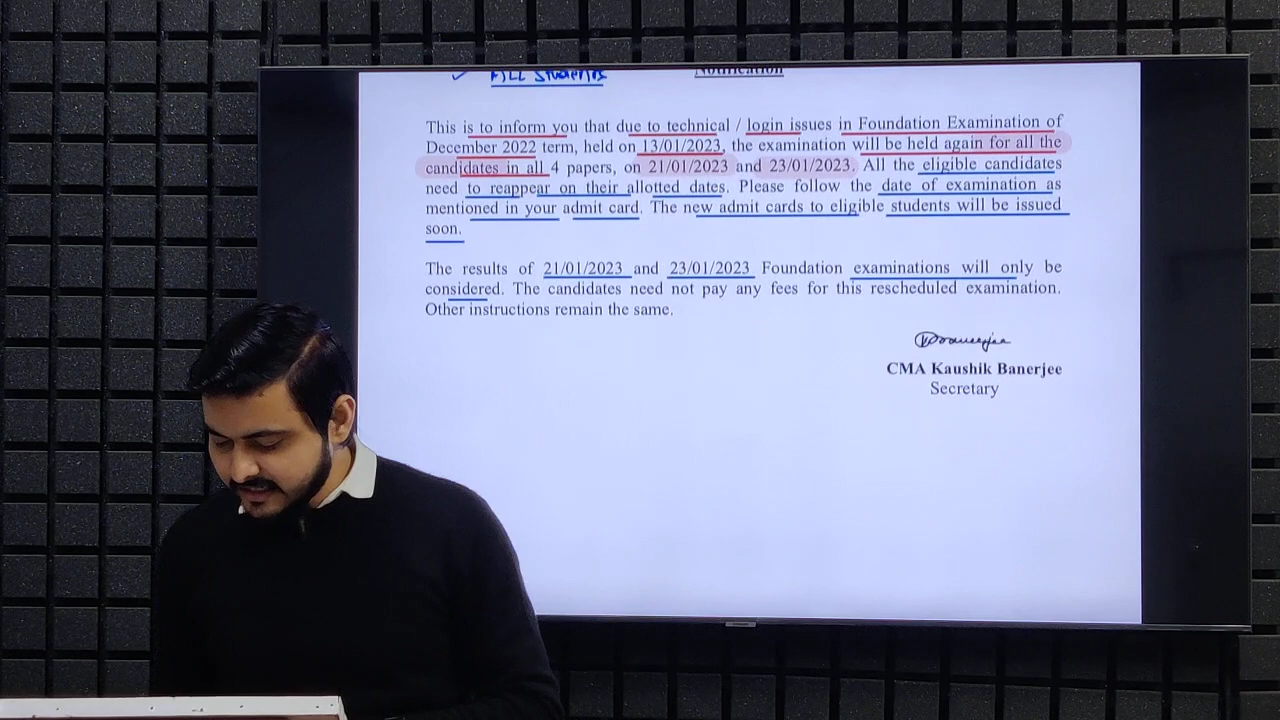 ALL Students
Notification
This is to inform you that due to technical / login issues in Foundation Examination of
December 2022 term, held on 13/01/2023, the examination will be held again for all the
candidates in all 4 papers, on 21/01/2023 and 23/01/2023. All the eligible candidates
need to reappear on their allotted dates. Please follow the date of examination as
mentioned in your admit card. The new admit cards to eligible students will be issued
soon.
The results of 21/01/2023 and 23/01/2023 Foundation examinations will only be
considered. The candidates need not pay any fees for this rescheduled examination.
Other instructions remain the same.
CMA Kaushik Banerjee
Secretary